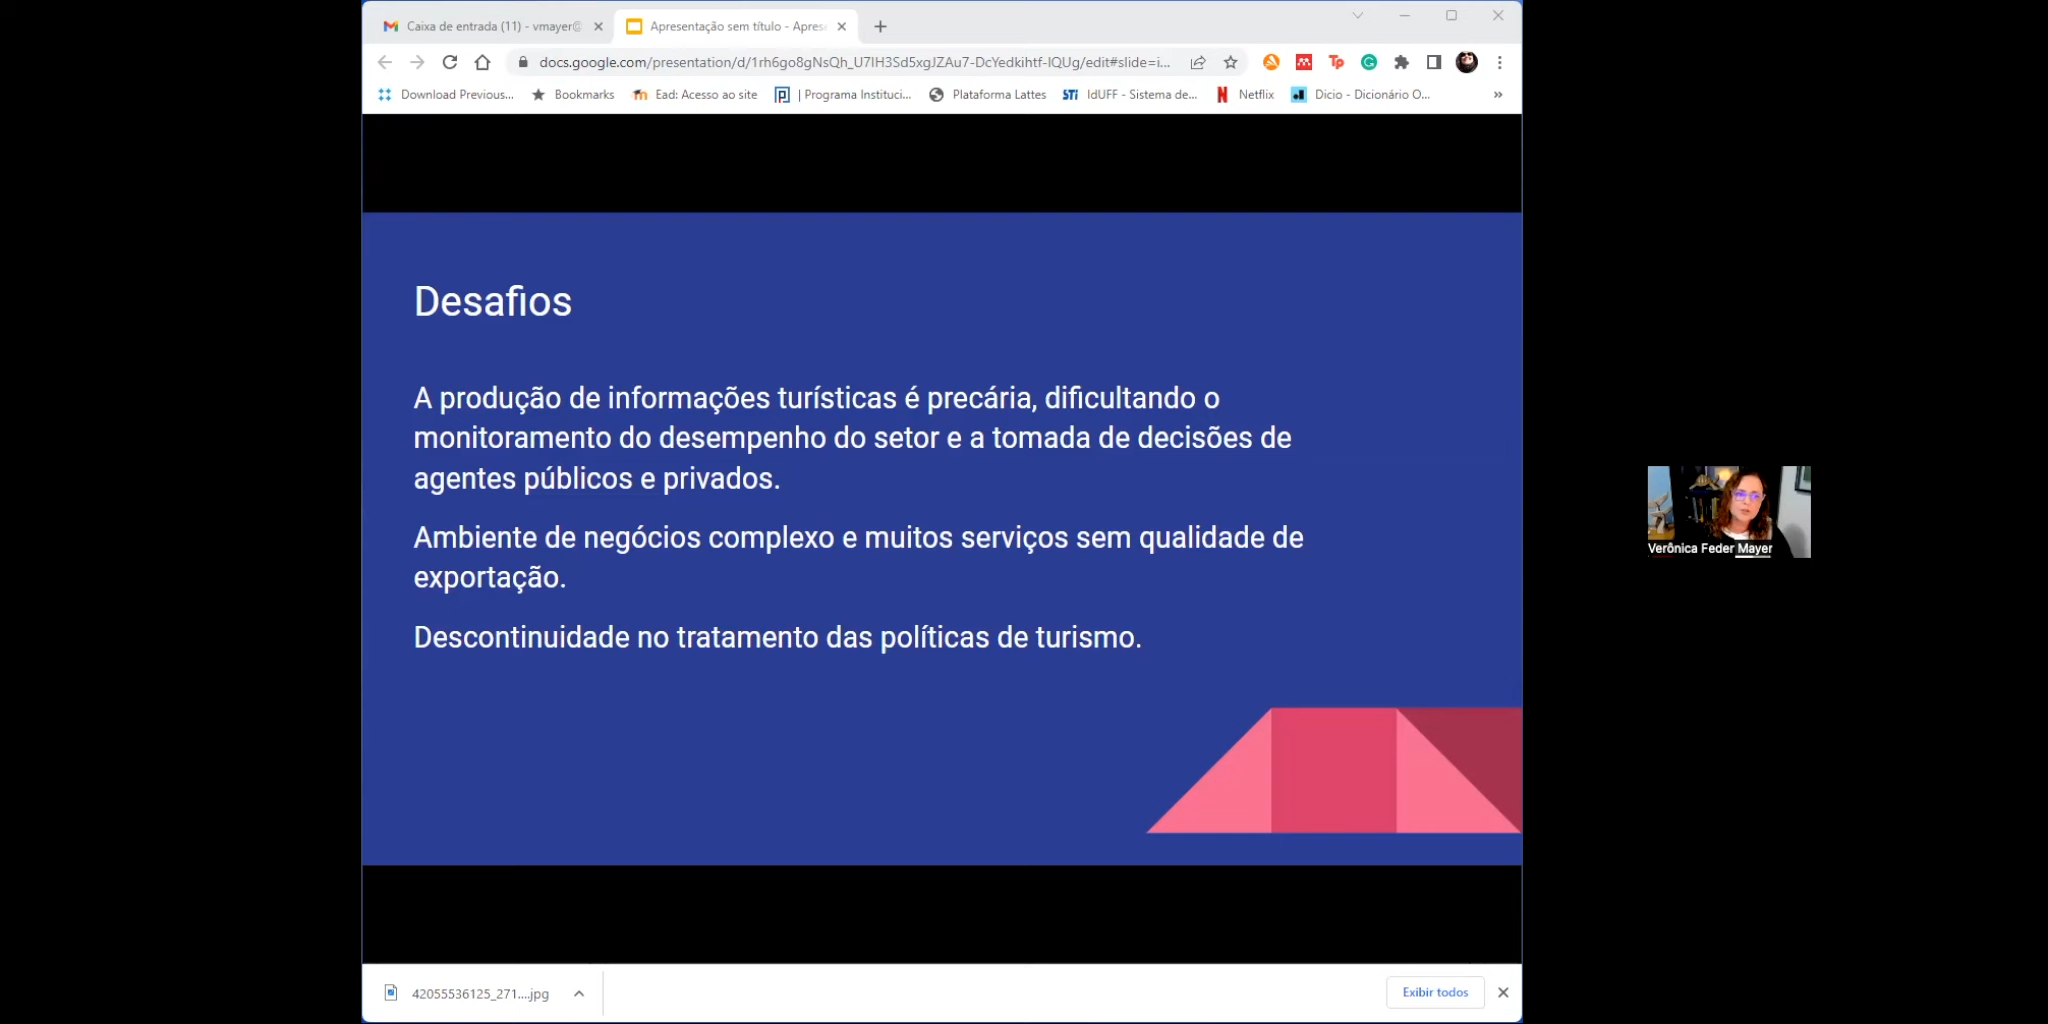 Caixa de entrada (11) - vmayer@
Apresentação sem título - Apres
docs.google.com/presentation/d/1rh6go8gNsQh_U7IH3Sd5xgJZAu7-DcYedkihtf-IQUg/edit#slide=i...
Download Previous...
Bookmarks
Ead: Acesso ao site
| Programa Instituci...
Plataforma Lattes
STi IdUFF - Sistema de...
Netflix
Dicio - Dicionário O...
Desafios
A produção de informações turísticas é precária, dificultando o
monitoramento do desempenho do setor e a tomada de decisões de
agentes públicos e privados.
Ambiente de negócios complexo e muitos serviços sem qualidade de
exportação.
Descontinuidade no tratamento das políticas de turismo.
Verônica Feder Mayer
42055536125_271....jpg
Exibir todos